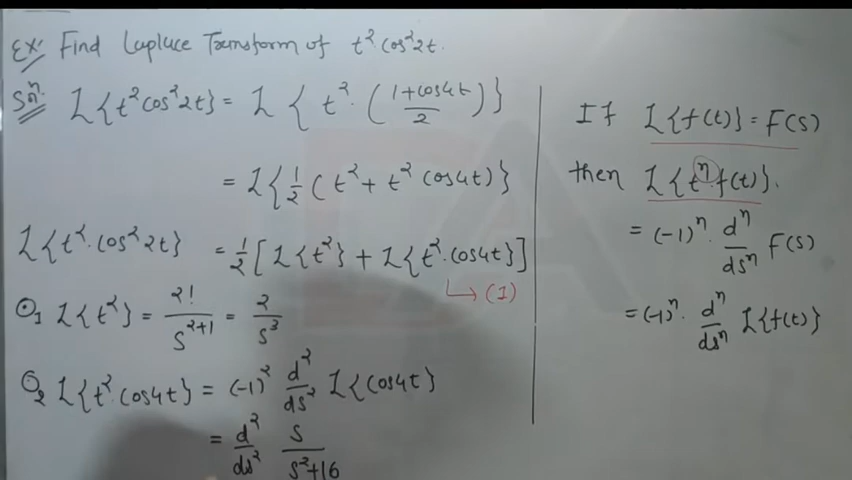 Ex: Find Laplace Transform of t² cos² 2t.
Solⁿ: L{t² cos² 2t} = L { t² · ( (1+cos4t)/2 ) }
= L{ 1/2 ( t² + t² cos4t ) }
L{t² · cos² 2t} = 1/2 [ L{t²} + L{t² · cos4t} ]
↳ (1)
① L{t²} = 2!/s²⁺¹ = 2/s³
② L{t² · cos4t} = (-1)² d²/ds² L{cos4t}
= d²/ds² s/(s²+16)
If L{f(t)} = F(s)
then L{tⁿ f(t)}.
= (-1)ⁿ · dⁿ/dsⁿ F(s)
= (-1)ⁿ · dⁿ/dsⁿ L{f(t)}